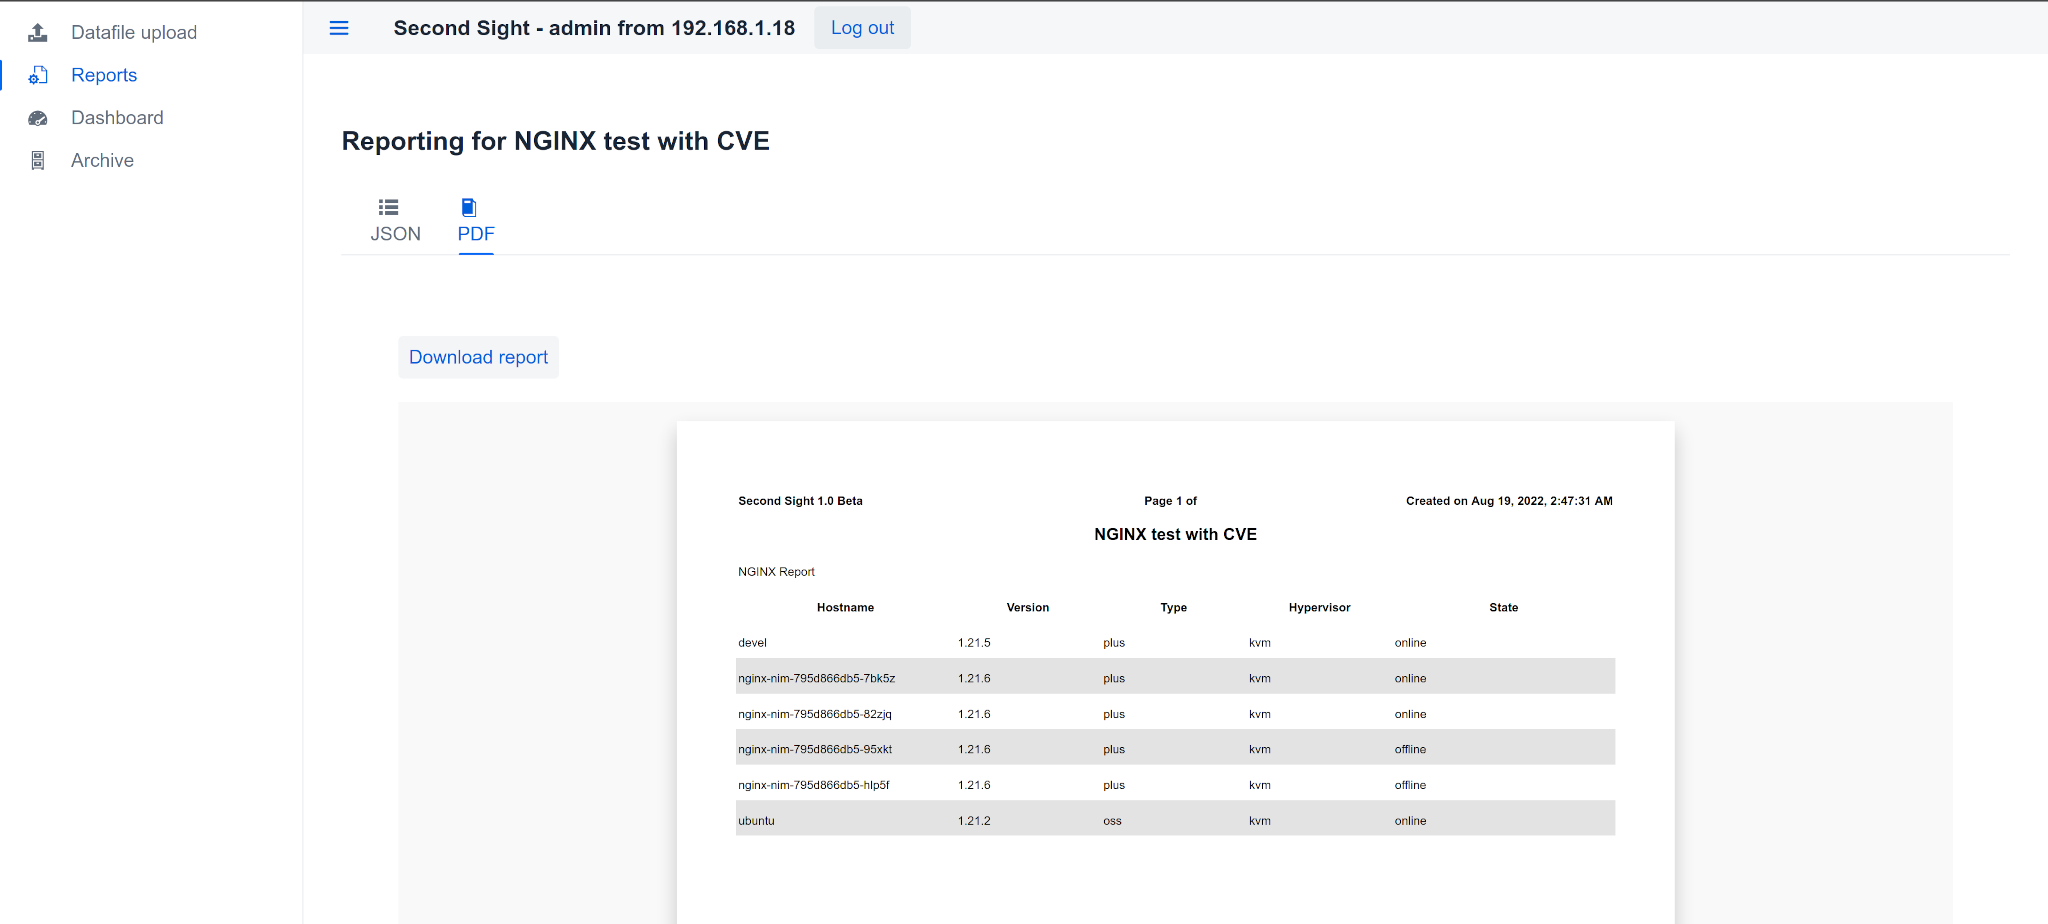 Datafile upload
Reports
Dashboard
Archive
Second Sight - admin from 192.168.1.18 Log out
Reporting for NGINX test with CVE
JSON PDF
Download report
Second Sight 1.0 Beta Page 1 of Created on Aug 19, 2022, 2:47:31 AM
NGINX test with CVE
NGINX Report
Hostname Version Type Hypervisor State
devel 1.21.5 plus kvm online
nginx-nim-795d866db5-7bk5z 1.21.6 plus kvm online
nginx-nim-795d866db5-82zjq 1.21.6 plus kvm online
nginx-nim-795d866db5-95xkt 1.21.6 plus kvm offline
nginx-nim-795d866db5-hlp5f 1.21.6 plus kvm offline
ubuntu 1.21.2 oss kvm online